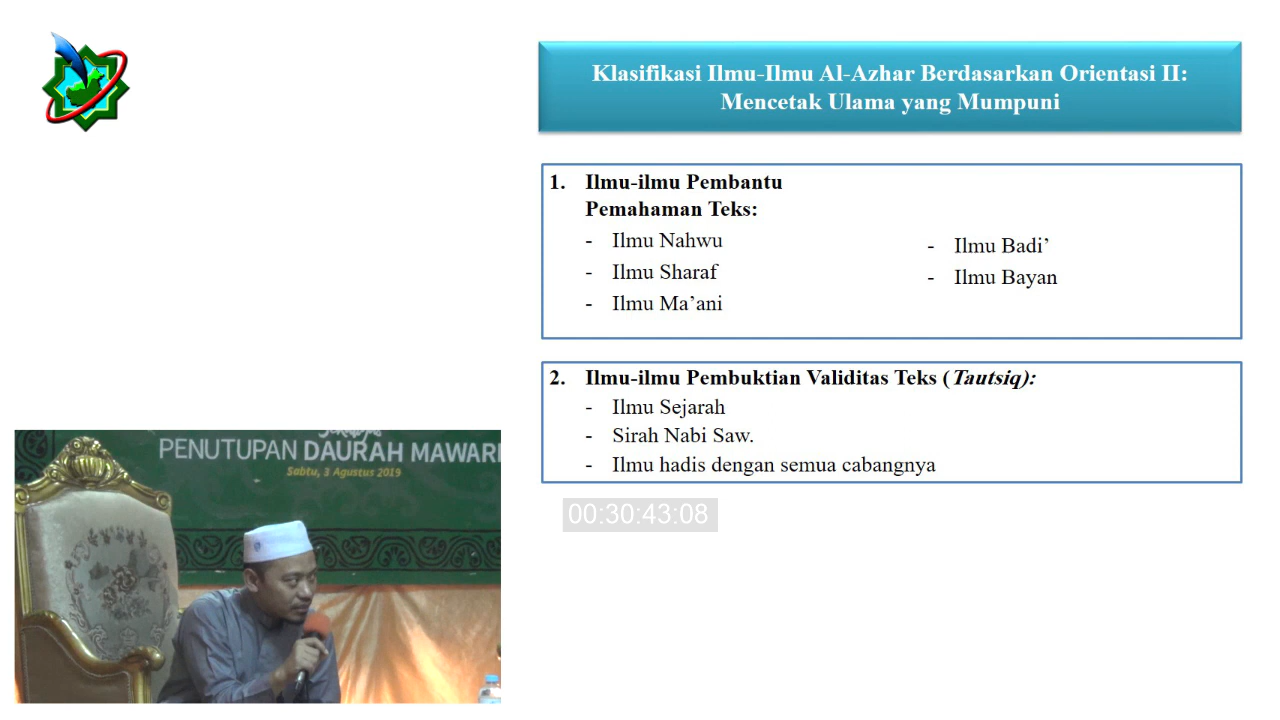 Klasifikasi Ilmu-Ilmu Al-Azhar Berdasarkan Orientasi II:
Mencetak Ulama yang Mumpuni
1. Ilmu-ilmu Pembantu
Pemahaman Teks:
- Ilmu Nahwu
- Ilmu Sharaf
- Ilmu Ma’ani
- Ilmu Badi’
- Ilmu Bayan
2. Ilmu-ilmu Pembuktian Validitas Teks (Tautsiq):
- Ilmu Sejarah
- Sirah Nabi Saw.
- Ilmu hadis dengan semua cabangnya
00:30:43:08
PENUTUPAN DAURAH MAWARI
Sabtu, 3 Agustus 2019